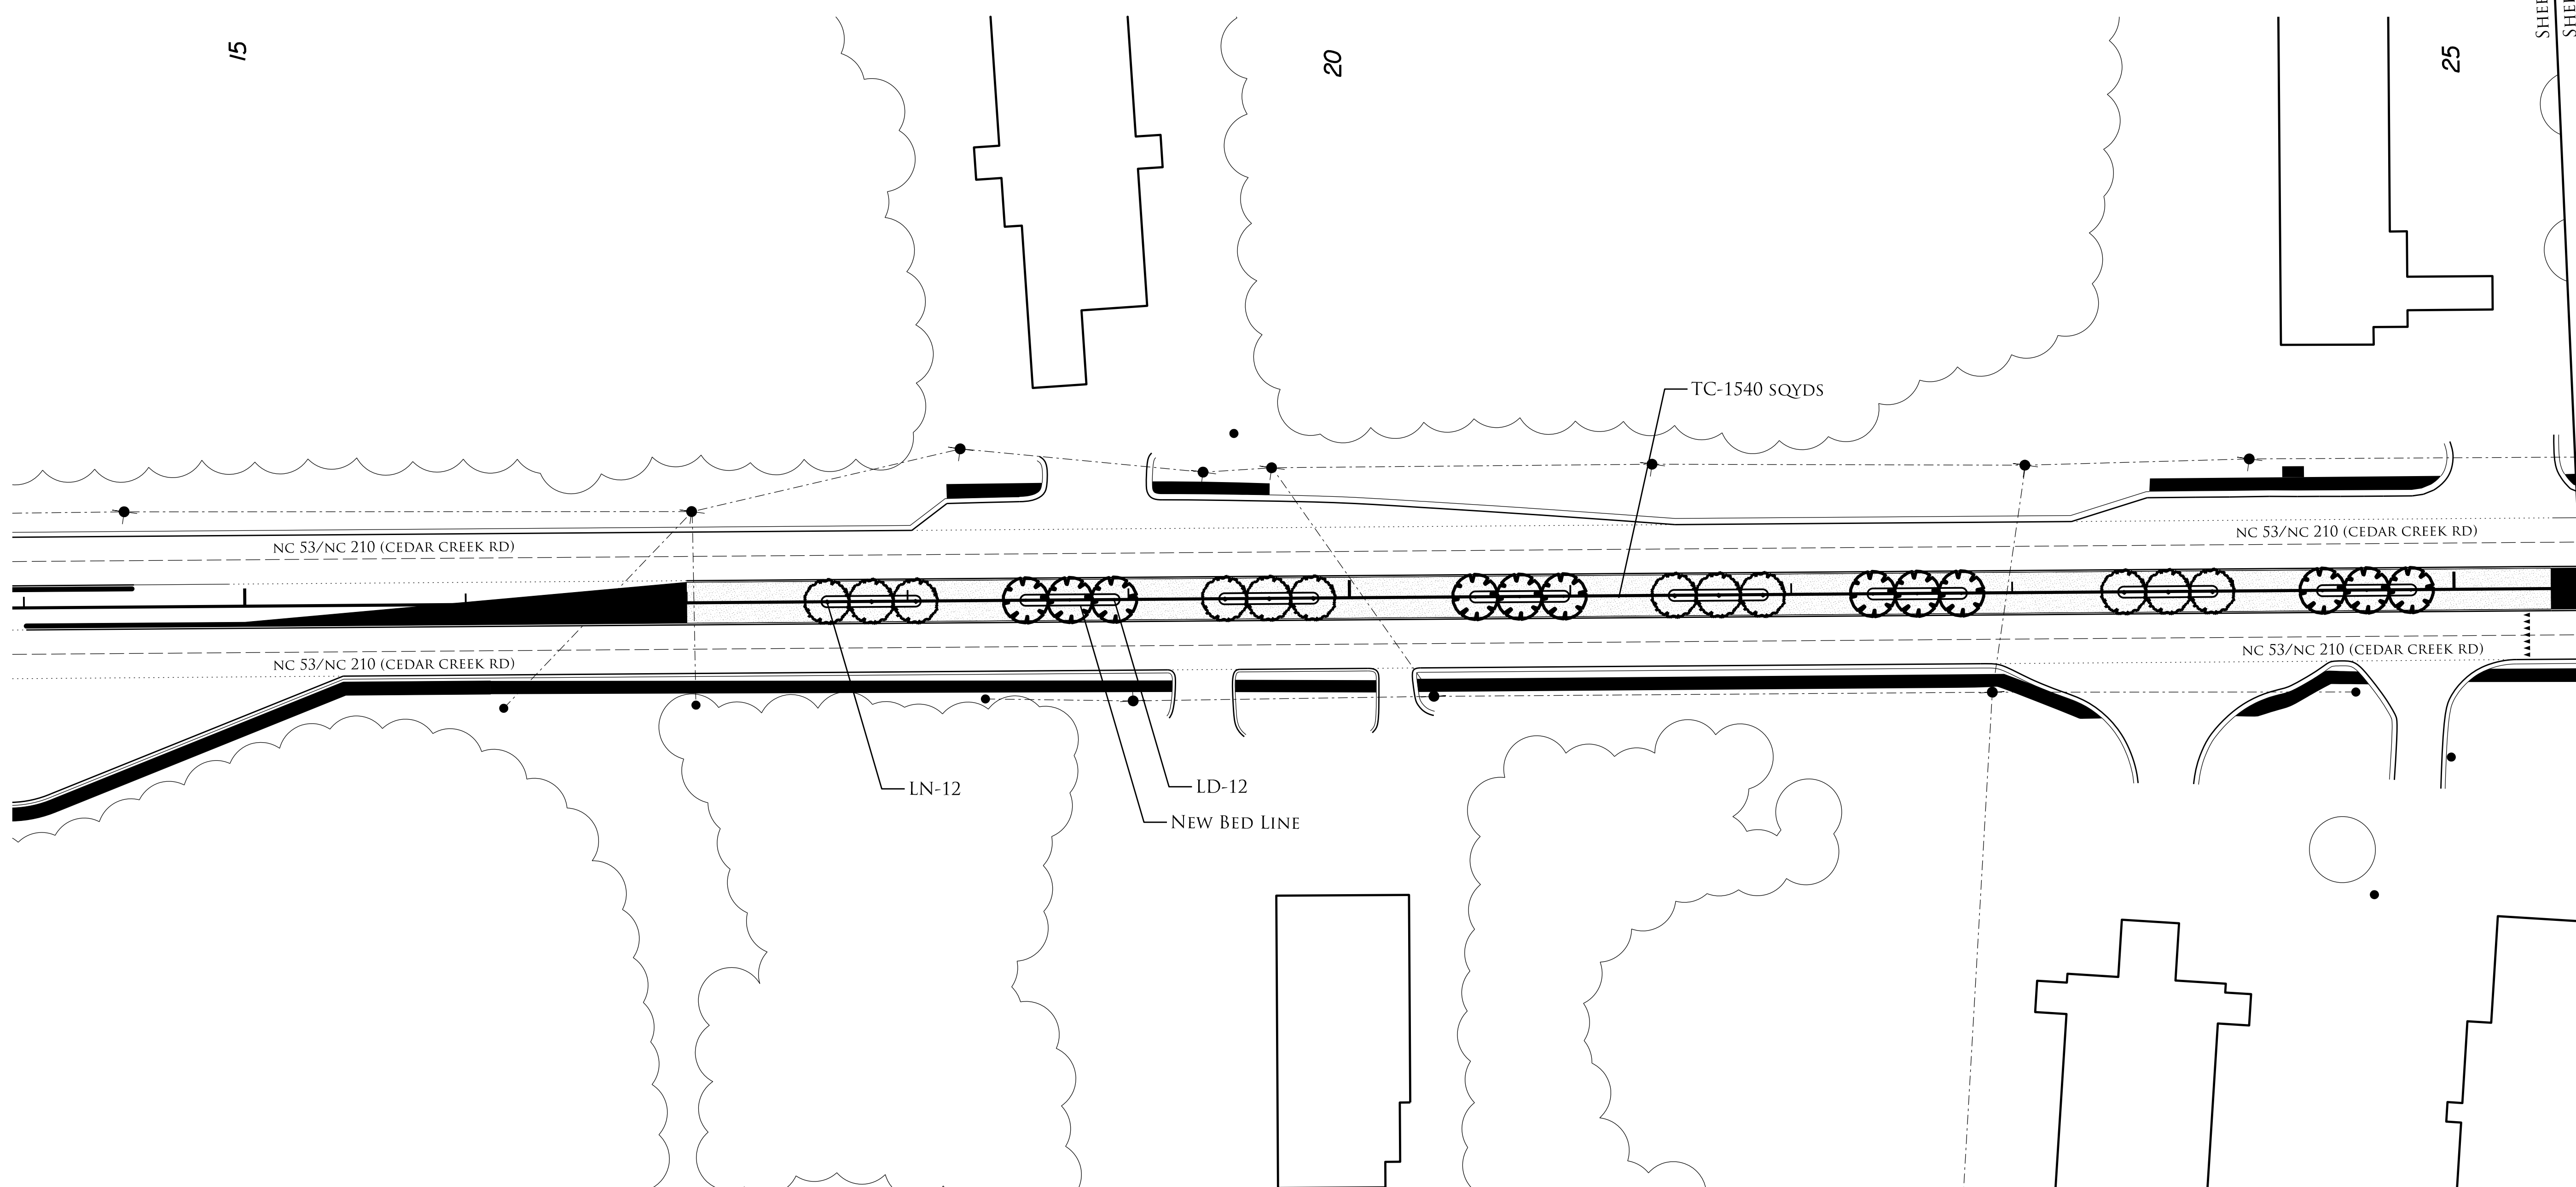 15
20
25
SHEE
SHE
TC-1540 SQYDS
NC 53/NC 210 (CEDAR CREEK RD)
NC 53/NC 210 (CEDAR CREEK RD)
NC 53/NC 210 (CEDAR CREEK RD)
NC 53/NC 210 (CEDAR CREEK RD)
LN-12
LD-12
NEW BED LINE